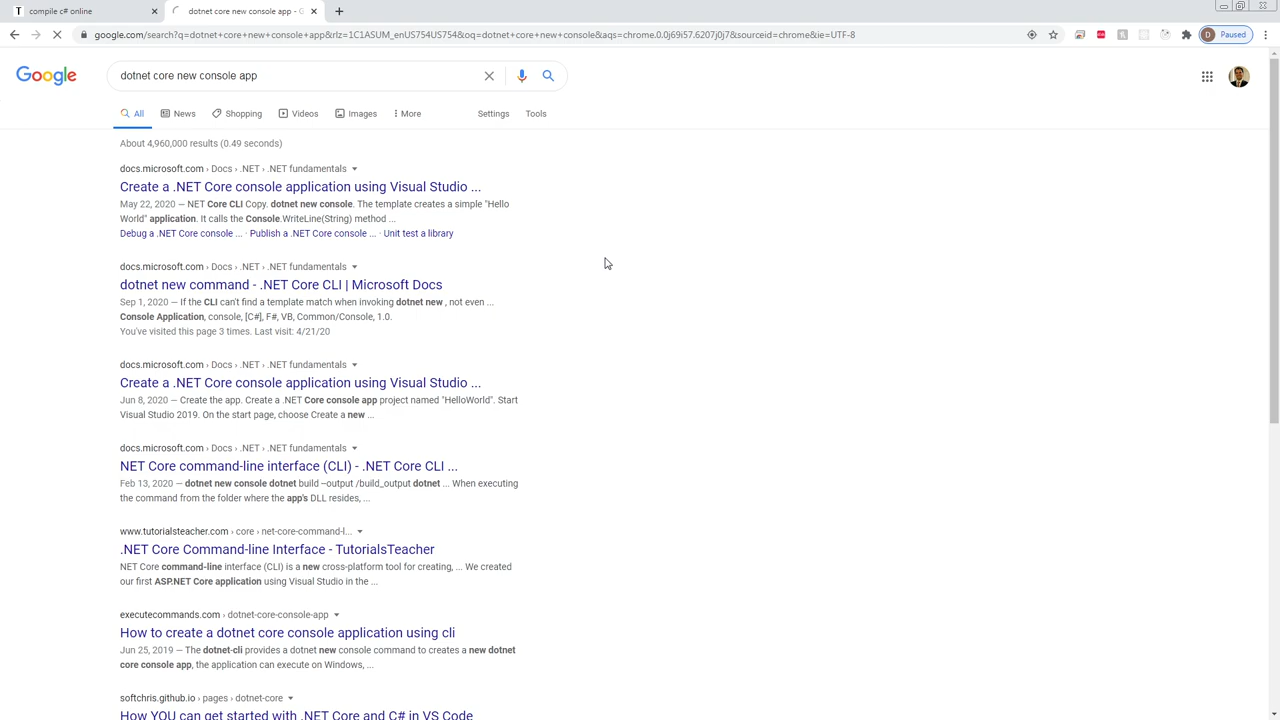 compile c# online
dotnet core new console app - G
google.com/search?q=dotnet+core+new+console+app&rlz=1C1ASUM_enUS754US754&oq=dotnet+core+new+console+app&aqs=chrome.0.0j69i57.6207j0j7&sourceid=chrome&ie=UTF-8
D Paused
Google
dotnet core new console app
All News Shopping Videos Images More Settings Tools
About 4,960,000 results (0.49 seconds)
docs.microsoft.com › Docs › .NET › .NET fundamentals
Create a .NET Core console application using Visual Studio ...
May 22, 2020 — NET Core CLI Copy. dotnet new console. The template creates a simple "Hello
World" application. It calls the Console.WriteLine(String) method ...
Debug a .NET Core console ... · Publish a .NET Core console ... · Unit test a library
docs.microsoft.com › Docs › .NET › .NET fundamentals
dotnet new command - .NET Core CLI | Microsoft Docs
Sep 1, 2020 — If the CLI can't find a template match when invoking dotnet new , not even ...
Console Application, console, [C#], F#, VB, Common/Console, 1.0.
You've visited this page 3 times. Last visit: 4/21/20
docs.microsoft.com › Docs › .NET › .NET fundamentals
Create a .NET Core console application using Visual Studio ...
Jun 8, 2020 — Create the app. Create a .NET Core console app project named "HelloWorld". Start
Visual Studio 2019. On the start page, choose Create a new ...
docs.microsoft.com › Docs › .NET › .NET fundamentals
NET Core command-line interface (CLI) - .NET Core CLI ...
Feb 13, 2020 — dotnet new console dotnet build --output /build_output dotnet ... When executing
the command from the folder where the app's DLL resides, ...
www.tutorialsteacher.com › core › net-core-command-l...
.NET Core Command-line Interface - TutorialsTeacher
NET Core command-line interface (CLI) is a new cross-platform tool for creating, ... We created
our first ASP.NET Core application using Visual Studio in the ...
executecommands.com › dotnet-core-console-app
How to create a dotnet core console application using cli
Jun 25, 2019 — The dotnet-cli provides a dotnet new console command to creates a new dotnet
core console app, the application can execute on Windows, ...
softchris.github.io › pages › dotnet-core
How YOU can get started with .NET Core and C# in VS Code